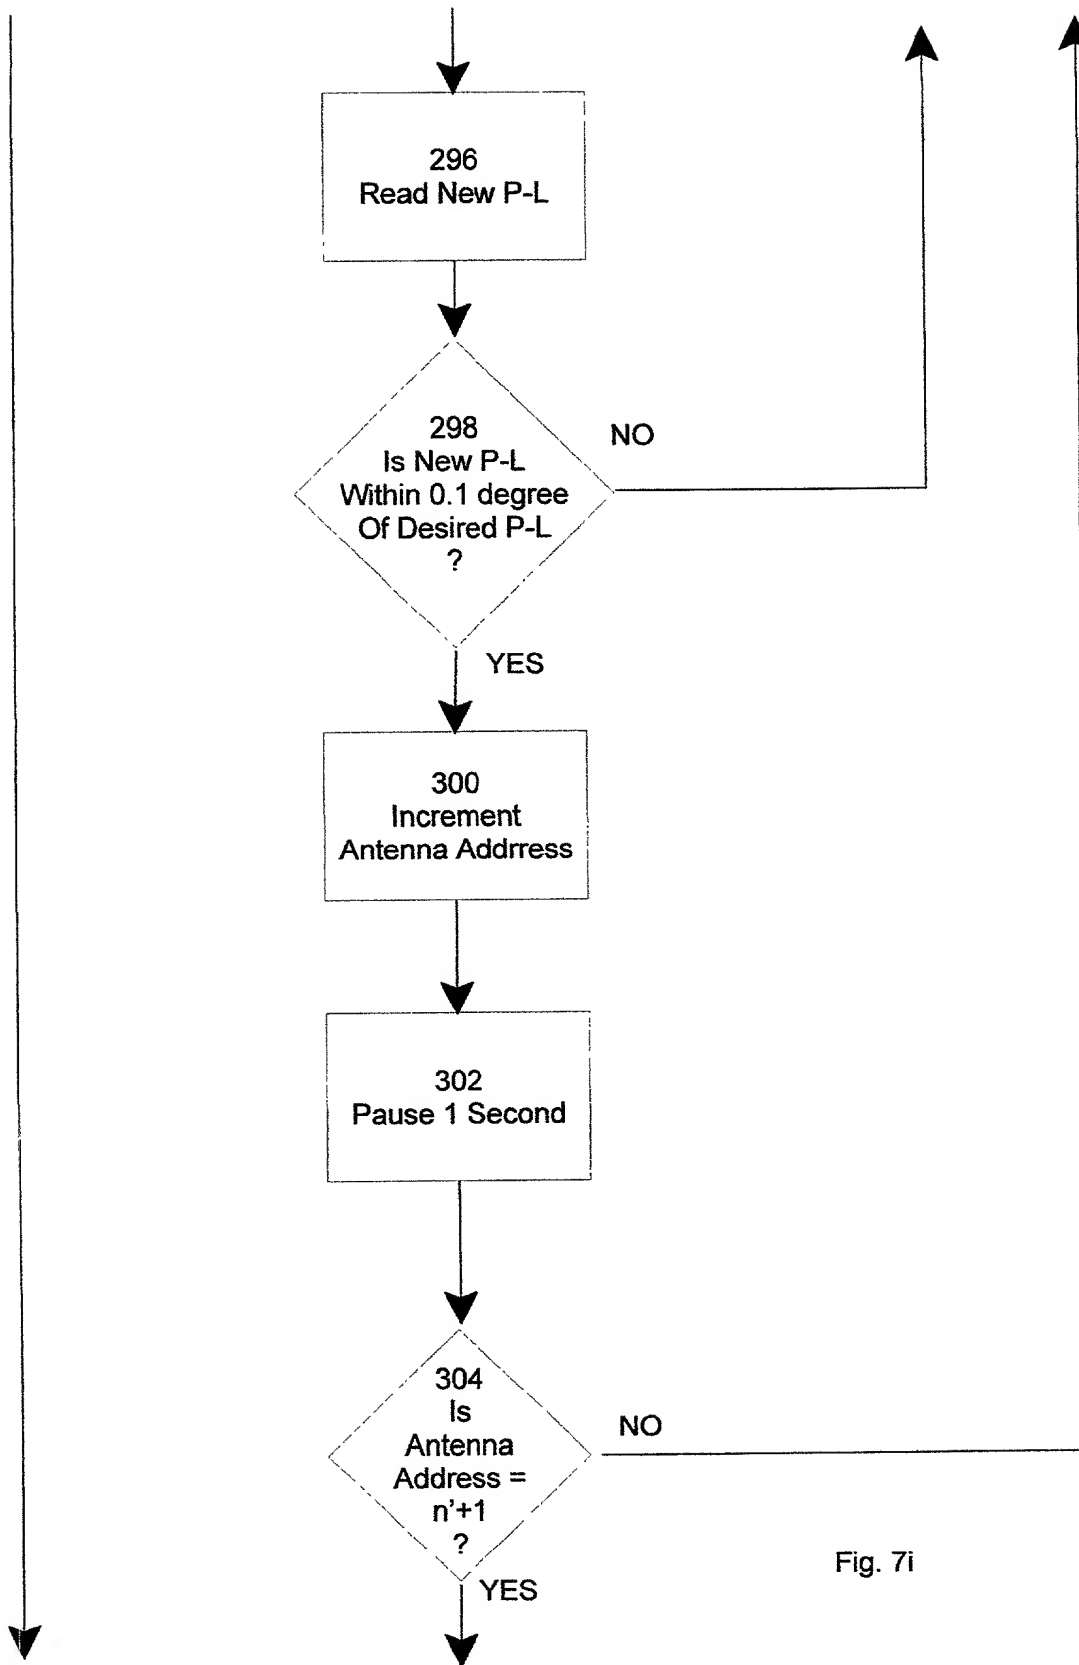 296
Read New P-L
298
Is New P-L
Within 0.1 degree
Of Desired P-L
?
NO
YES
300
Increment
Antenna Addrress
302
Pause 1 Second
304
Is
Antenna
Address =
n'+1
?
NO
YES
Fig. 7i